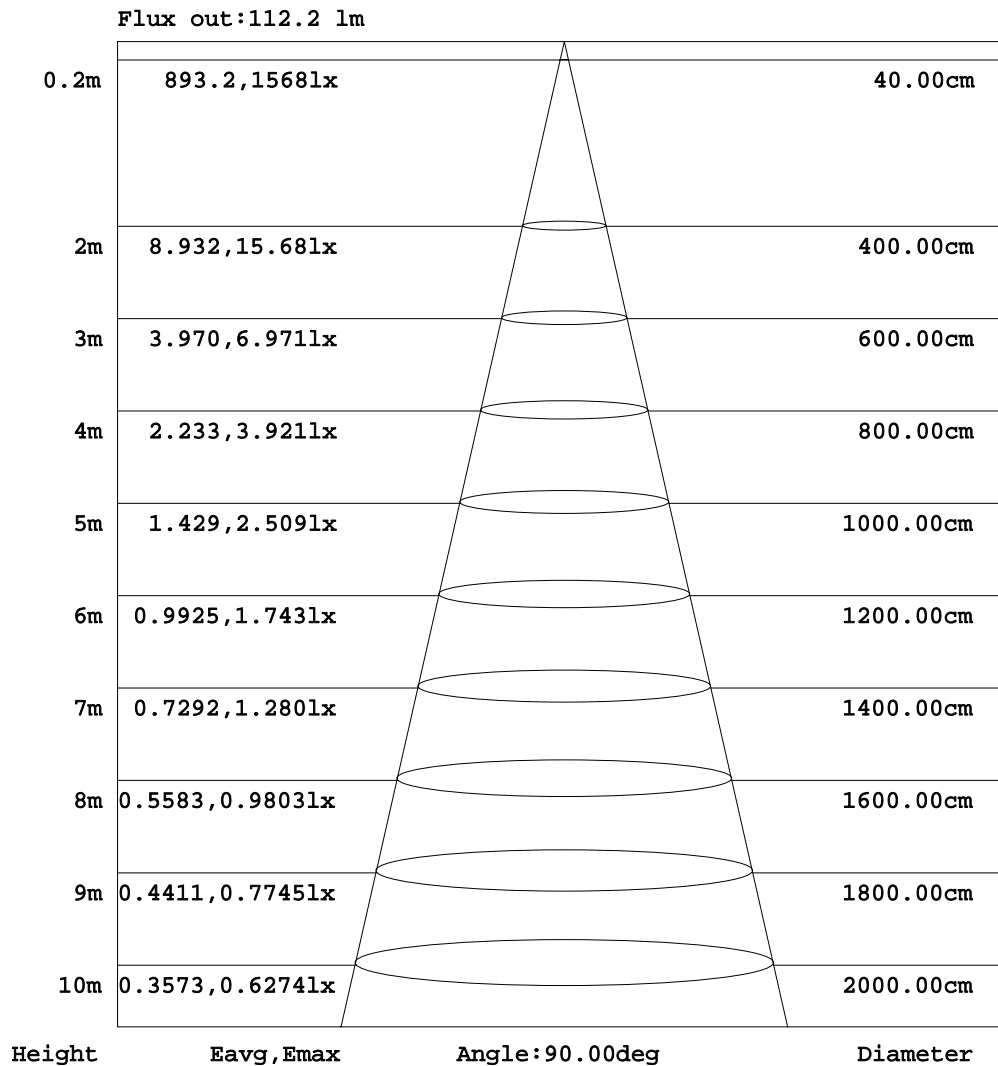 Flux out:112.2 lm
0.2m 893.2,1568lx 40.00cm
2m 8.932,15.68lx 400.00cm
3m 3.970,6.971lx 600.00cm
4m 2.233,3.921lx 800.00cm
5m 1.429,2.509lx 1000.00cm
6m 0.9925,1.743lx 1200.00cm
7m 0.7292,1.280lx 1400.00cm
8m 0.5583,0.9803lx 1600.00cm
9m 0.4411,0.7745lx 1800.00cm
10m 0.3573,0.6274lx 2000.00cm
Height Eavg,Emax Angle:90.00deg Diameter